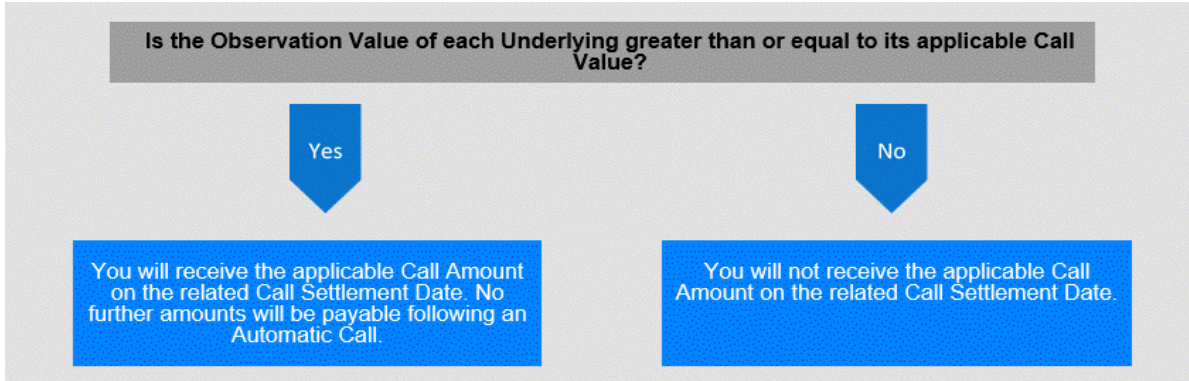 Is the Observation Value of each Underlying greater than or equal to its applicable Call
Value?
Yes
No
You will receive the applicable Call Amount
on the related Call Settlement Date. No
further amounts will be payable following an
Automatic Call.
You will not receive the applicable Call
Amount on the related Call Settlement Date.